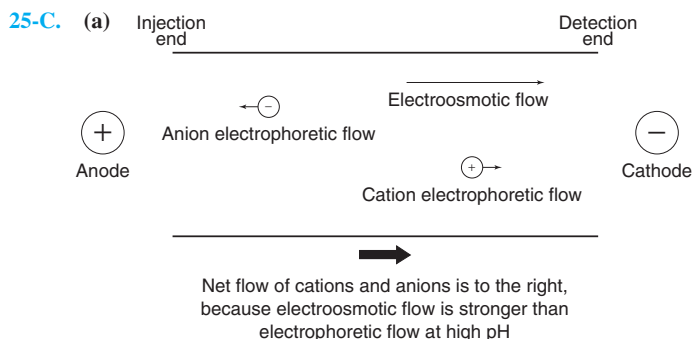 25-C. (a) Injection end
Detection end
Electroosmotic flow
−
Anion electrophoretic flow
+
Anode
−
Cathode
+
Cation electrophoretic flow
Net flow of cations and anions is to the right,
because electroosmotic flow is stronger than
electrophoretic flow at high pH